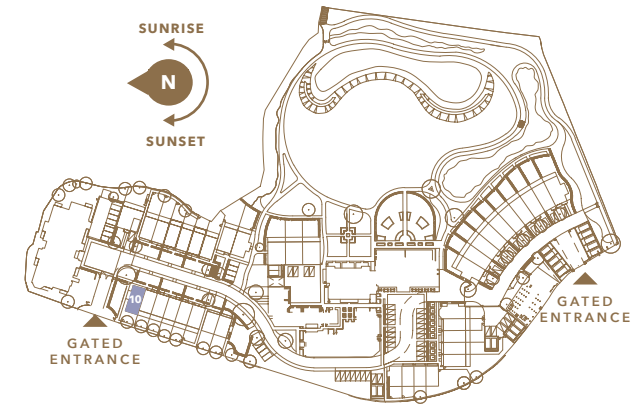 SUNRISE
N
SUNSET
10
GATED
ENTRANCE
GATED
ENTRANCE